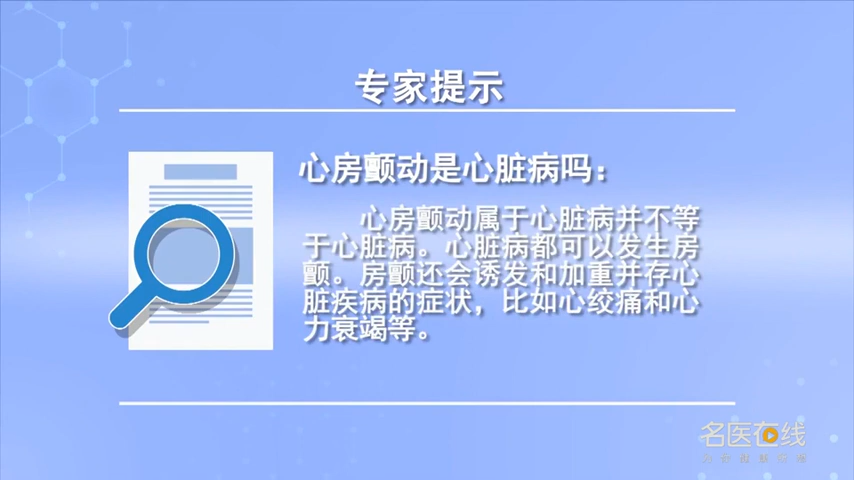 专家提示
心房颤动是心脏病吗：
心房颤动属于心脏病并不等
于心脏病。心脏病都可以发生房
颤。房颤还会诱发和加重并存心
脏疾病的症状，比如心绞痛和心
力衰竭等。
名医在线